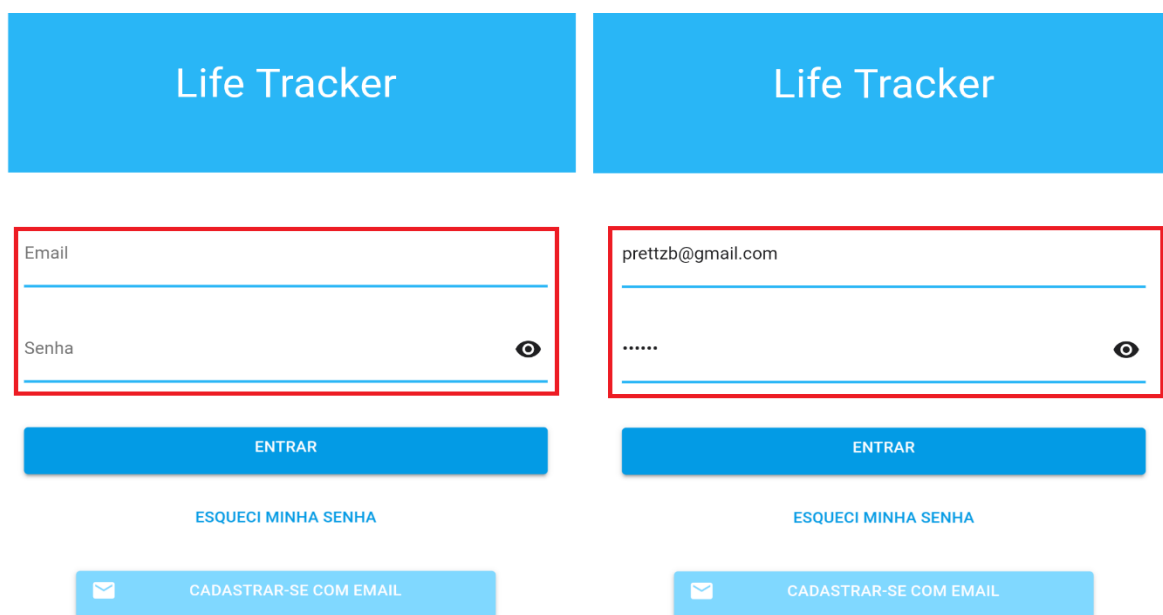 Life Tracker
Email
Senha
ENTRAR
ESQUECI MINHA SENHA
CADASTRAR-SE COM EMAIL
Life Tracker
prettzb@gmail.com
••••••
ENTRAR
ESQUECI MINHA SENHA
CADASTRAR-SE COM EMAIL